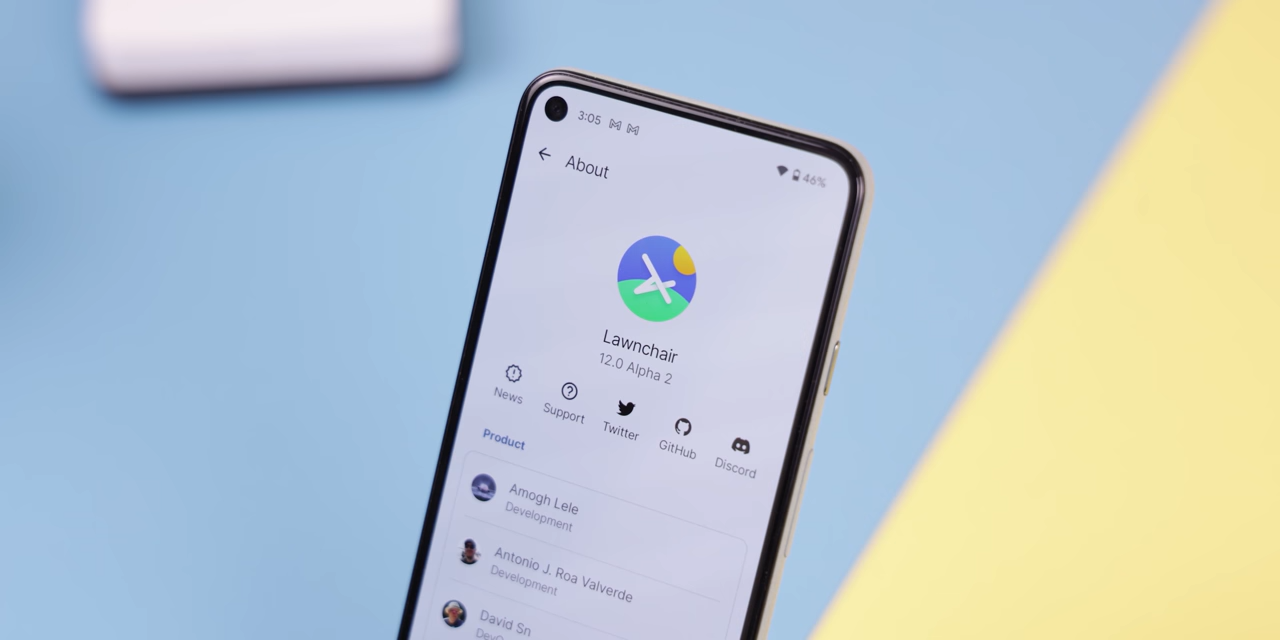 3:05
46%
About
Lawnchair
12.0 Alpha 2
News
Support
Twitter
GitHub
Discord
Product
Amogh Lele
Development
Antonio J. Roa Valverde
Development
David Sn